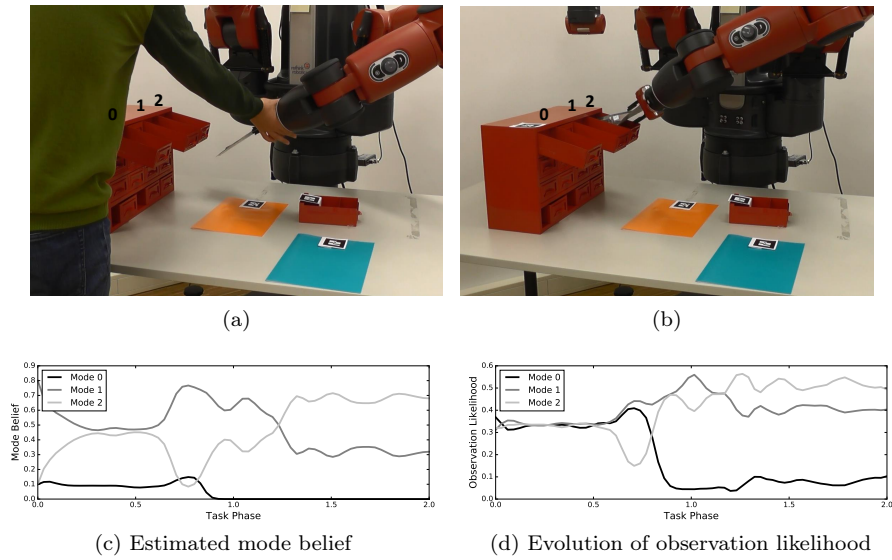 0 1 2
0 1 2
(a)
(b)
0.9
0.8
0.7
0.6
0.5
0.4
0.3
0.2
0.1
0.0
Mode Belief
Mode 0
Mode 1
Mode 2
0.0 0.5 1.0 1.5 2.0
Task Phase
0.6
0.5
0.4
0.3
0.2
0.1
0.0
Observation Likelihood
Mode 0
Mode 1
Mode 2
0.0 0.5 1.0 1.5 2.0
Task Phase
(c) Estimated mode belief
(d) Evolution of observation likelihood